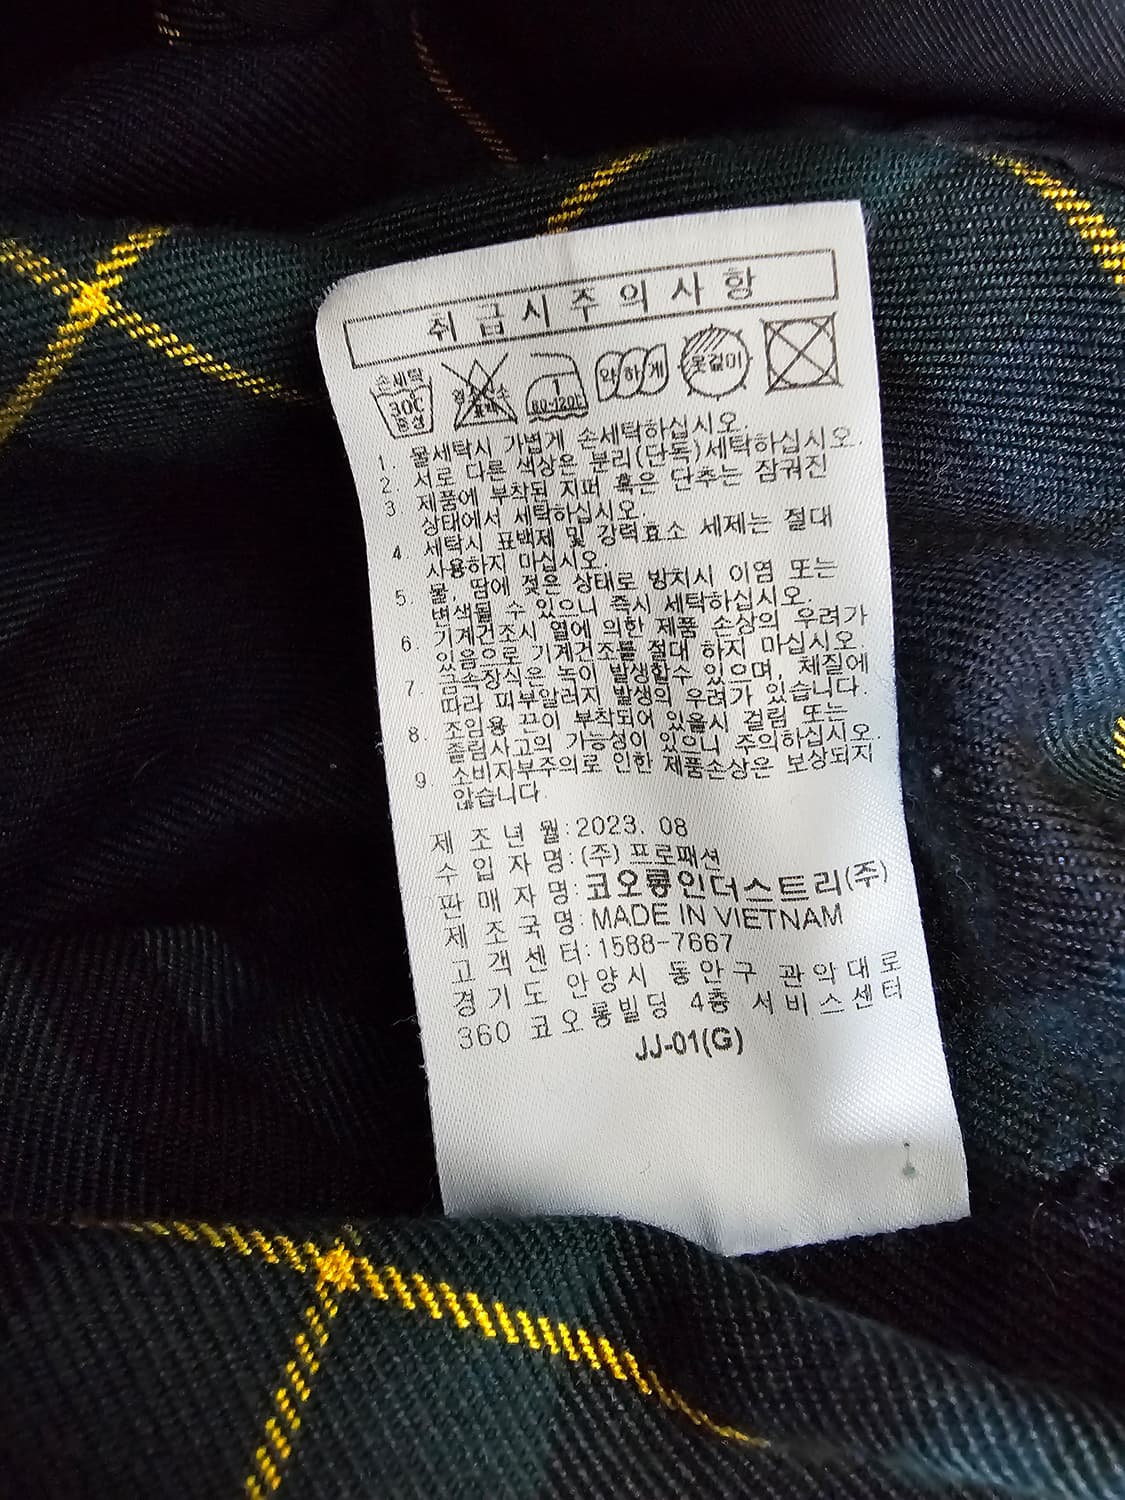 취급시주의사항
손세탁
30℃
중성
1
80-120℃
약하게
옷걸이
1. 물세탁시 가볍게 손세탁하십시오.
2 서로 다른 색상은 분리(단독)세탁하십시오.
3 제품에 부착된 지퍼 혹은 단추는 잠궈진
상태에서 세탁하십시오.
4. 세탁시 표백제 및 강력효소 세제는 절대
사용하지 마십시오.
5. 물, 땀에 젖은 상태로 방치시 이염 또는
변색될 수 있으니 즉시 세탁하십시오.
6 기계건조시 열에 의한 제품 손상의 우려가
있음으로 기계건조를 절대 하지 마십시오.
7. 금속장식은 녹이 발생할수 있으며, 체질에
따라 피부알러지 발생의 우려가 있습니다.
8 조임용 끈이 부착되어 있을시 걸림 또는
졸림사고의 가능성이 있으니 주의하십시오.
9. 소비자부주의로 인한 제품손상은 보상되지
않습니다.
제조년월:2023. 08
수입자명:(주) 프로패션
판매자명:코오롱인더스트리(주)
제조국명:MADE IN VIETNAM
고객센터:1588-7667
경기도 안양시 동안구 관악대로
360 코오롱빌딩 4층 서비스센터
JJ-01(G)